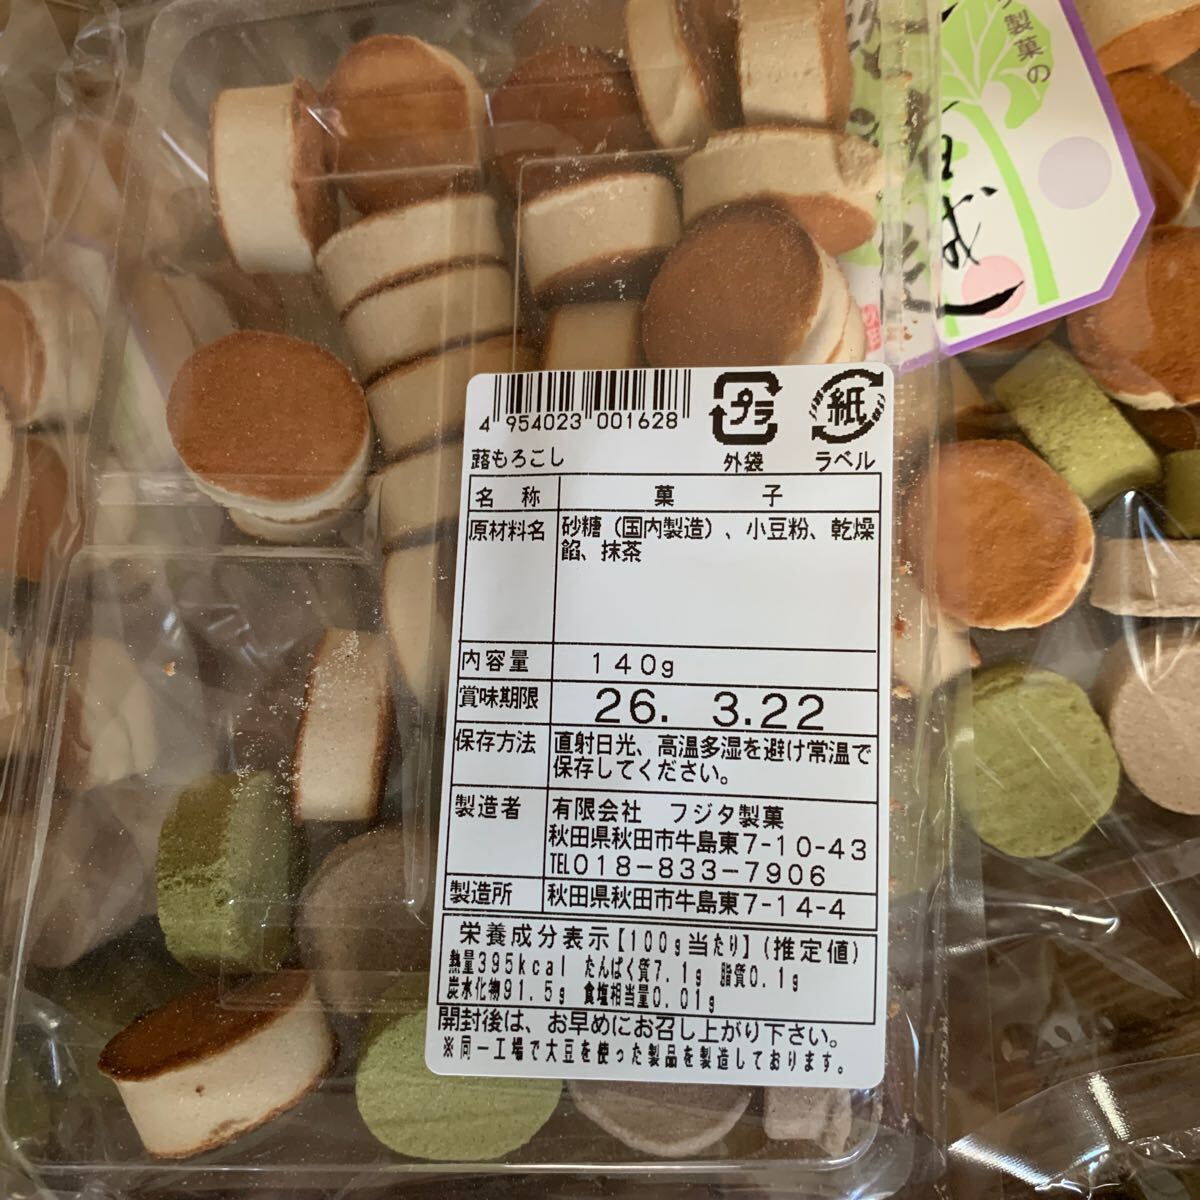 製菓の
4 954023 001628
プラ
紙
外袋
ラベル
蕗もろこし
名称 菓子
原材料名 砂糖（国内製造）、小豆粉、乾燥
餡、抹茶
内容量 140g
賞味期限 26. 3.22
保存方法 直射日光、高温多湿を避け常温で
保存してください。
製造者 有限会社 フジタ製菓
秋田県秋田市牛島東7-10-43
TEL018-833-7906
製造所 秋田県秋田市牛島東7-14-4
栄養成分表示【100g当たり】(推定値)
熱量395kcal たんぱく質7.1g 脂質0.1g
炭水化物91.5g 食塩相当量0.01g
開封後は、お早めにお召し上がり下さい。
※同一工場で大豆を使った製品を製造しております。